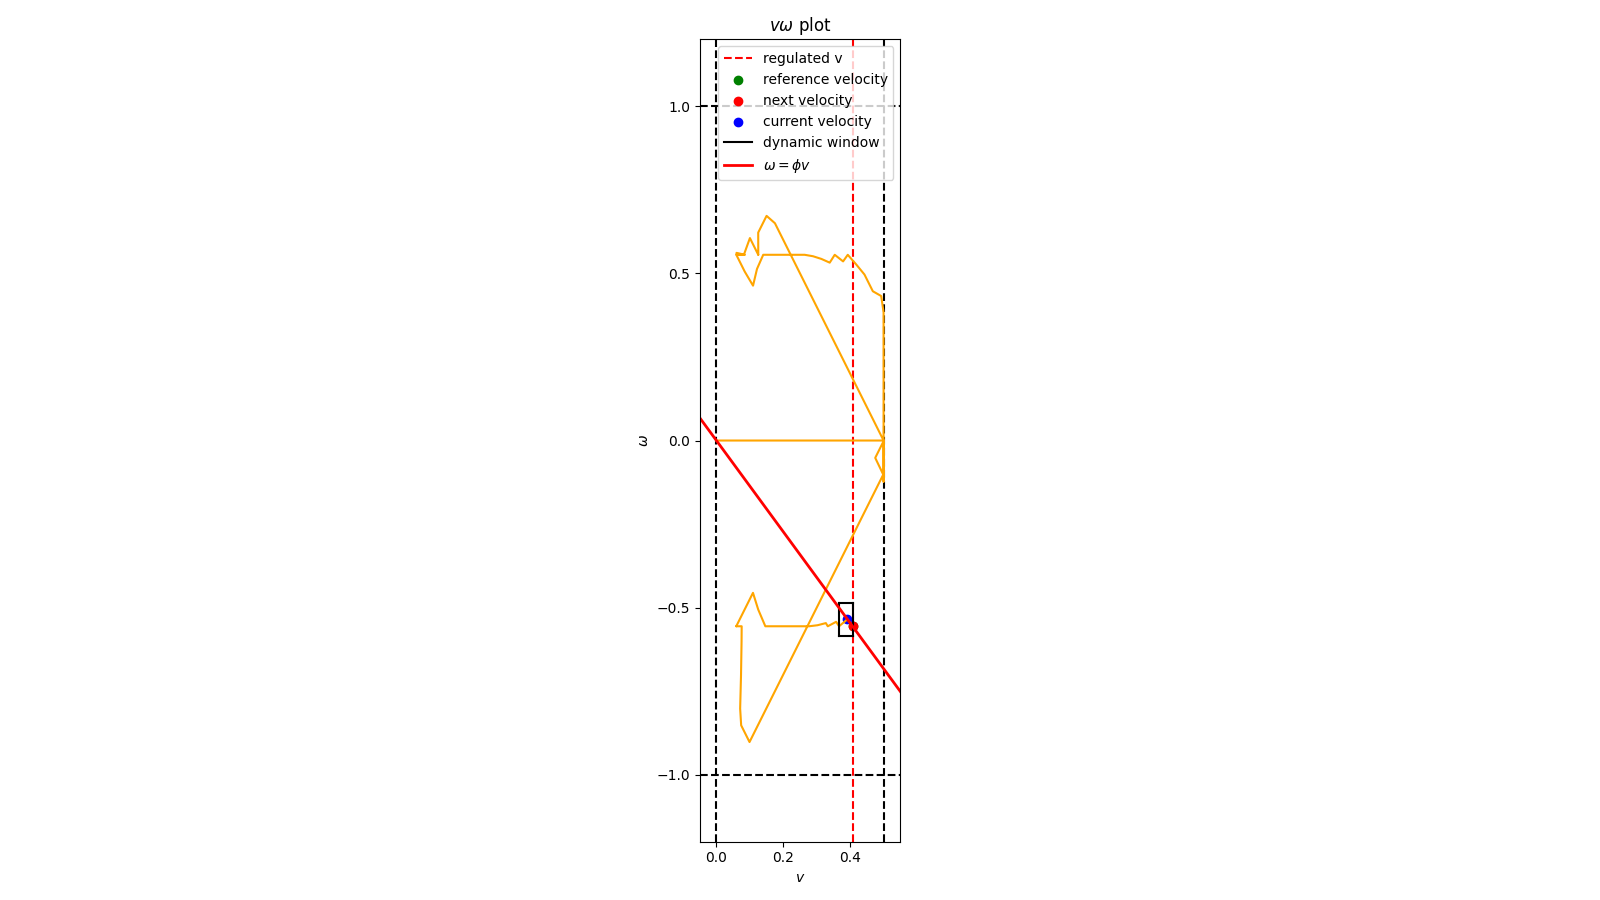 vω plot
regulated v
reference velocity
next velocity
current velocity
dynamic window
ω = ϕv
1.0
0.5
0.0
−0.5
−1.0
ω
0.0 0.2 0.4
v